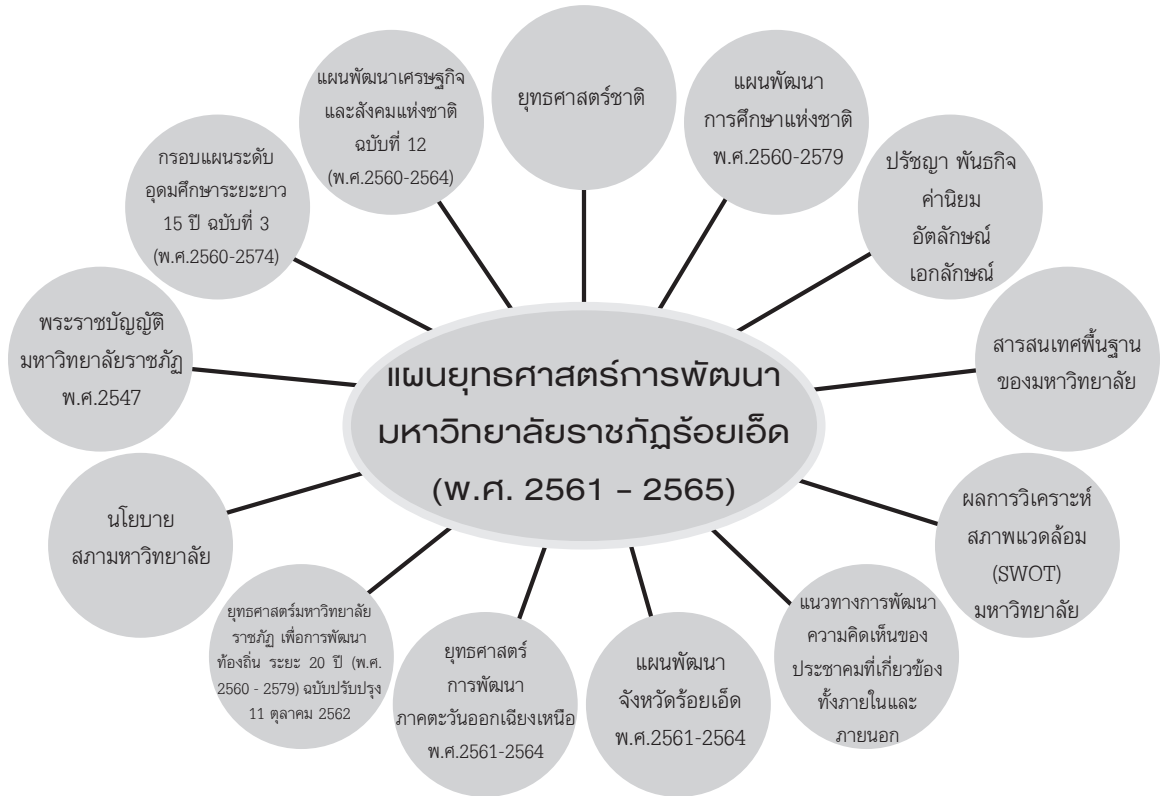 ยุทธศาสตร์ชาติ
แผนพัฒนา
การศึกษาแห่งชาติ
พ.ศ.2560-2579
ปรัชญา พันธกิจ
ค่านิยม
อัตลักษณ์
เอกลักษณ์
สารสนเทศพื้นฐาน
ของมหาวิทยาลัย
ผลการวิเคราะห์
สภาพแวดล้อม
(SWOT)
มหาวิทยาลัย
แนวทางการพัฒนา
ความคิดเห็นของ
ประชาคมที่เกี่ยวข้อง
ทั้งภายในและ
ภายนอก
แผนพัฒนา
จังหวัดร้อยเอ็ด
พ.ศ.2561-2564
ยุทธศาสตร์
การพัฒนา
ภาคตะวันออกเฉียงเหนือ
พ.ศ.2561-2564
ยุทธศาสตร์มหาวิทยาลัย
ราชภัฏ เพื่อการพัฒนา
ท้องถิ่น ระยะ 20 ปี (พ.ศ.
2560 - 2579) ฉบับปรับปรุง
11 ตุลาคม 2562
นโยบาย
สภามหาวิทยาลัย
พระราชบัญญัติ
มหาวิทยาลัยราชภัฏ
พ.ศ.2547
กรอบแผนระดับ
อุดมศึกษาระยะยาว
15 ปี ฉบับที่ 3
(พ.ศ.2560-2574)
แผนพัฒนาเศรษฐกิจ
และสังคมแห่งชาติ
ฉบับที่ 12
(พ.ศ.2560-2564)
แผนยุทธศาสตร์การพัฒนา
มหาวิทยาลัยราชภัฏร้อยเอ็ด
(พ.ศ. 2561 - 2565)